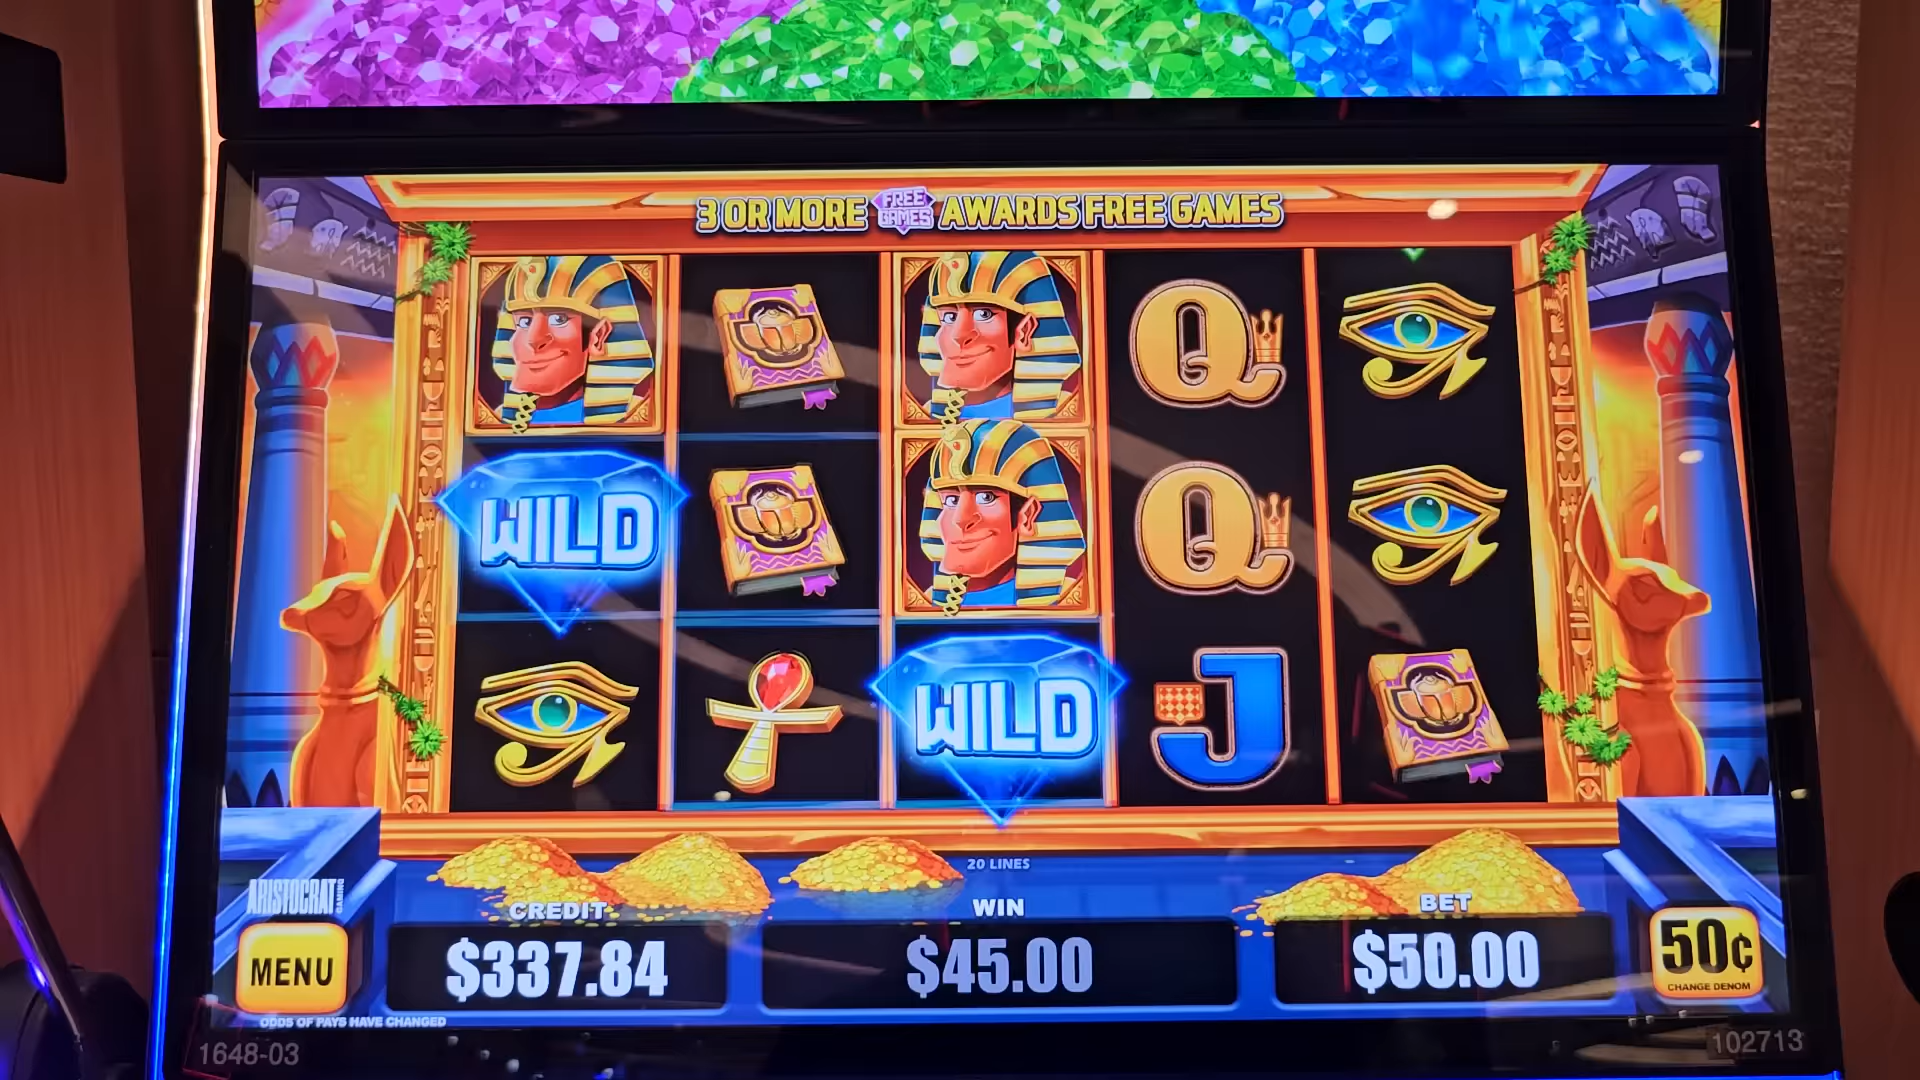 3 OR MORE FREE GAMES AWARDS FREE GAMES
Q
WILD
Q
WILD
J
20 LINES
ARISTOCRAT GAMING
CREDIT
WIN
BET
MENU
$337.84
$45.00
$50.00
50¢
CHANGE DENOM
ODDS OF PAYS HAVE CHANGED
1648-03
102713